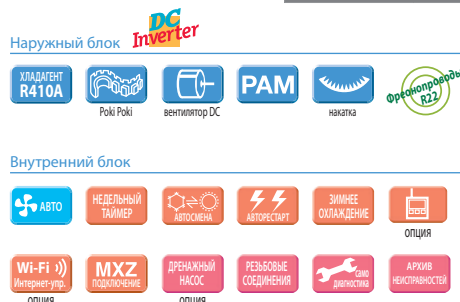 Наружный блок
DC
Inverter
ХЛАДАГЕНТ
R410A
Poki Poki
вентилятор DC
PAM
накатка
Фреонопроводы
R22
Внутренний блок
АВТО
НЕДЕЛЬНЫЙ
ТАЙМЕР
АВТОСМЕНА
АВТОРЕСТАРТ
ЗИМНЕЕ
ОХЛАЖДЕНИЕ
опция
Wi-Fi
Интернет-упр.
опция
MXZ
ПОДКЛЮЧЕНИЕ
ДРЕНАЖНЫЙ
НАСОС
опция
РЕЗЬБОВЫЕ
СОЕДИНЕНИЯ
само
диагностика
АРХИВ
НЕИСПРАВНОСТЕЙ